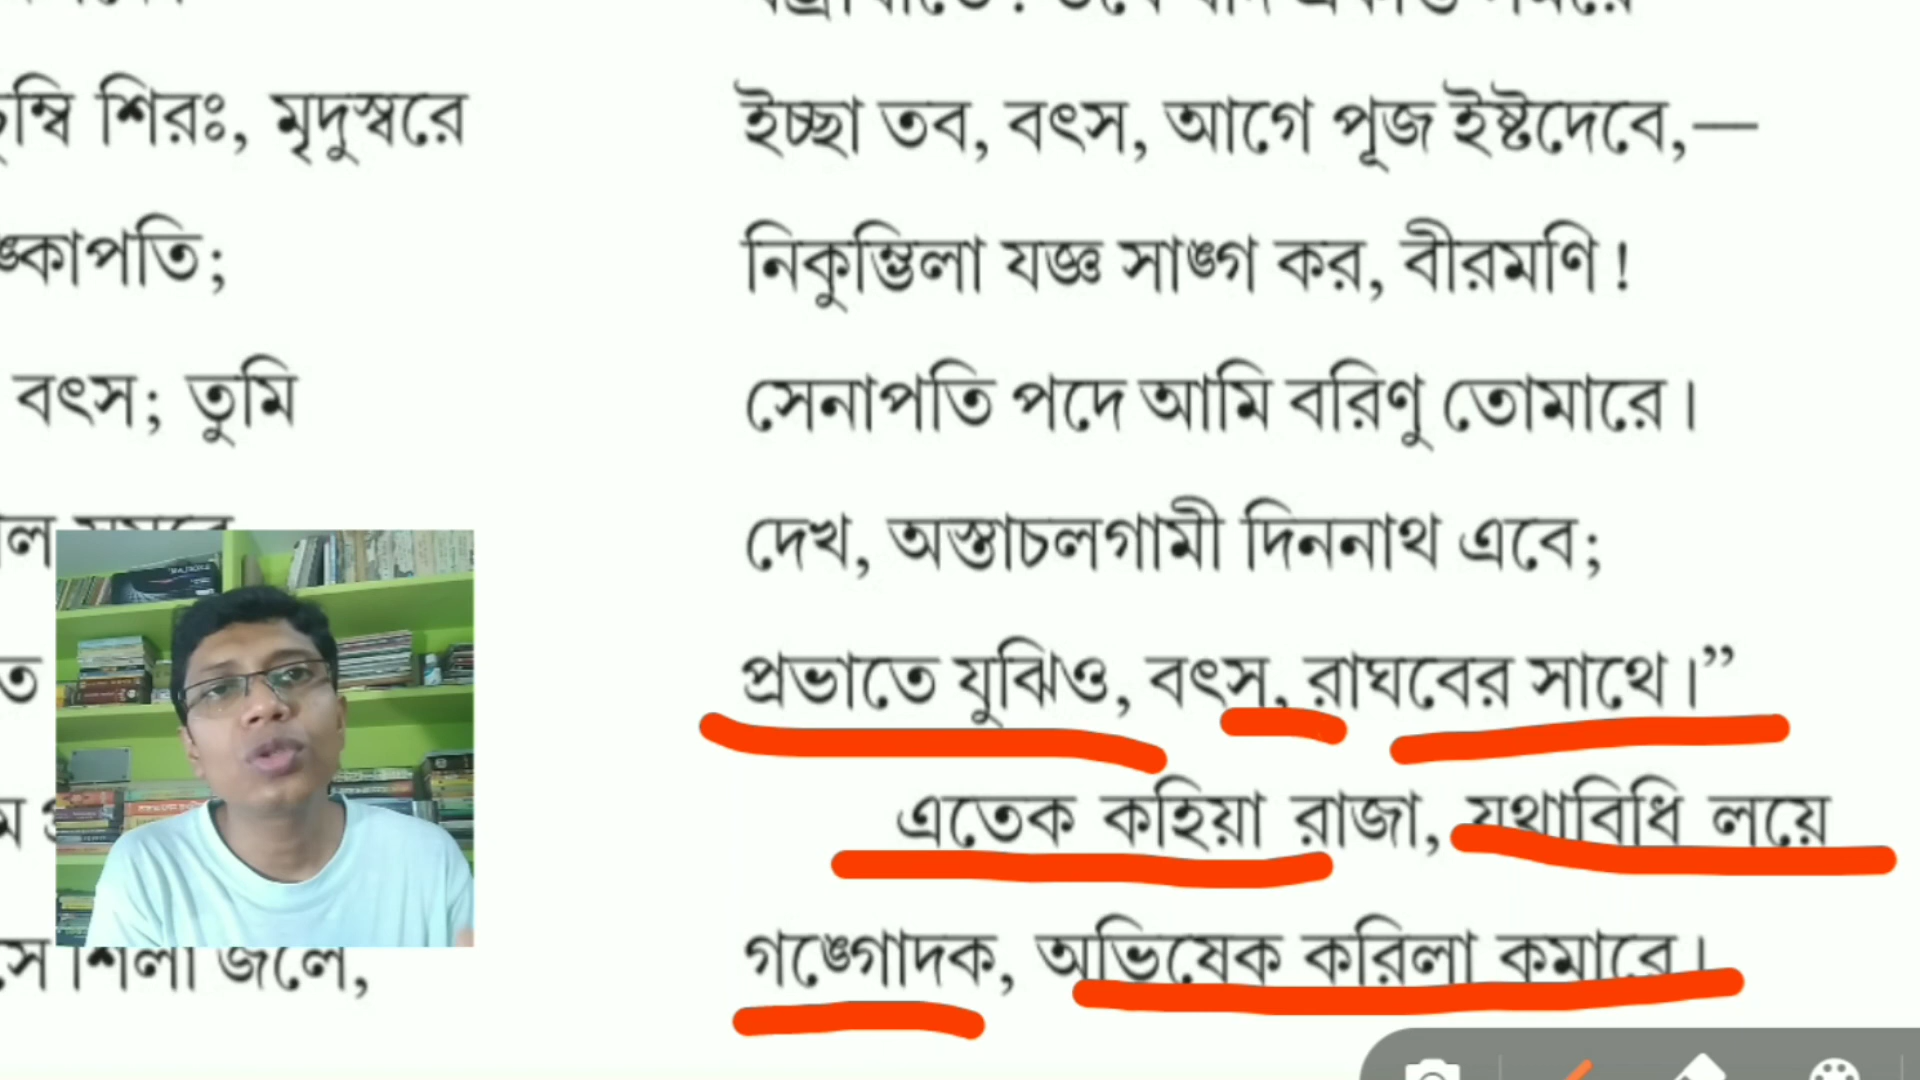 শিরঃ, মৃদুস্বরে
বৎস; তুমি
শিলা জলে,
ইচ্ছা তব, বৎস, আগে পূজ ইষ্টদেবে,—
নিকুম্ভিলা যজ্ঞ সাঙ্গ কর, বীরমণি !
সেনাপতি পদে আমি বরিণু তোমারে।
দেখ, অস্তাচলগামী দিননাথ এবে;
প্রভাতে যুঝিও, বৎস, রাঘবের সাথে।”
এতেক কহিয়া রাজা, যথাবিধি লয়ে
গঙ্গোদক, অভিষেক করিলা কুমারে।